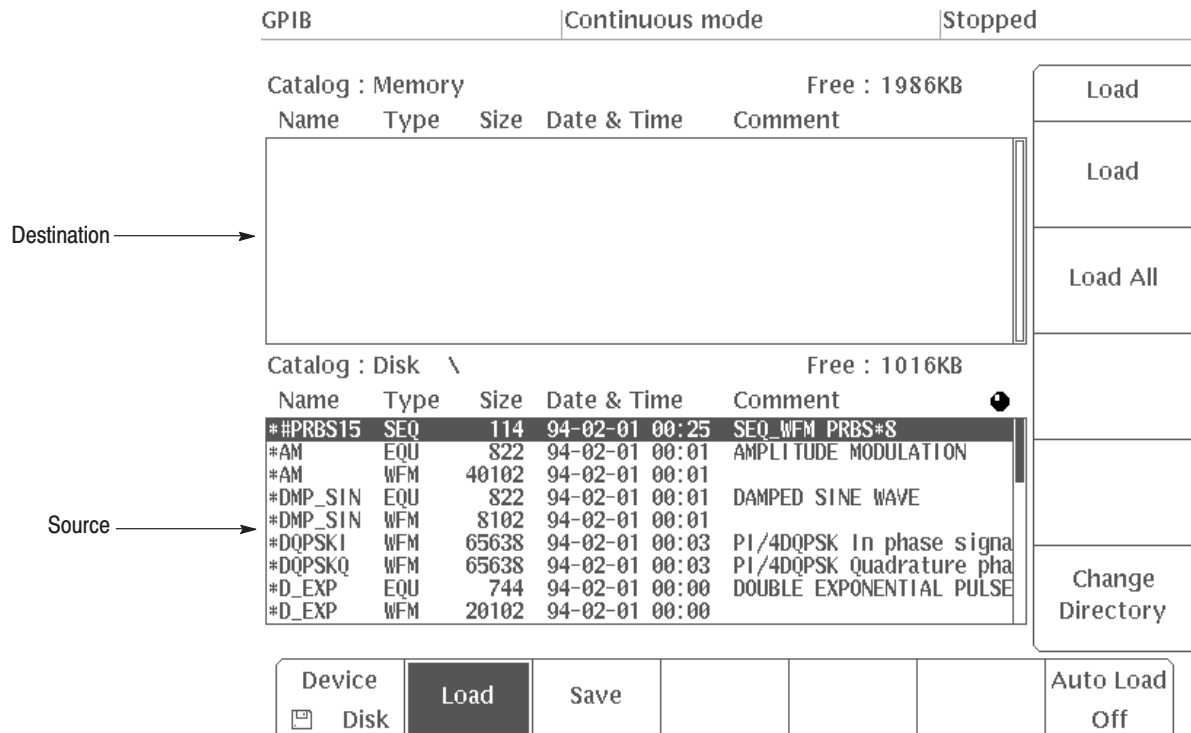 GPIB Continuous mode Stopped
Catalog : Memory Free : 1986KB
Name Type Size Date & Time Comment
Destination
Catalog : Disk \ Free : 1016KB
Name Type Size Date & Time Comment
*#PRBS15 SEQ 114 94-02-01 00:25 SEQ_WFM PRBS*8
*AM EQU 822 94-02-01 00:01 AMPLITUDE MODULATION
*AM WFM 40102 94-02-01 00:01
*DMP_SIN EQU 822 94-02-01 00:01 DAMPED SINE WAVE
*DMP_SIN WFM 8102 94-02-01 00:01
Source
*DQPSKI WFM 65638 94-02-01 00:03 PI/4DQPSK In phase signa
*DQPSKQ WFM 65638 94-02-01 00:03 PI/4DQPSK Quadrature pha
*D_EXP EQU 744 94-02-01 00:00 DOUBLE EXPONENTIAL PULSE
*D_EXP WFM 20102 94-02-01 00:00
Load
Load
Load All
Change
Directory
Device
Disk
Load
Save
Auto Load
Off